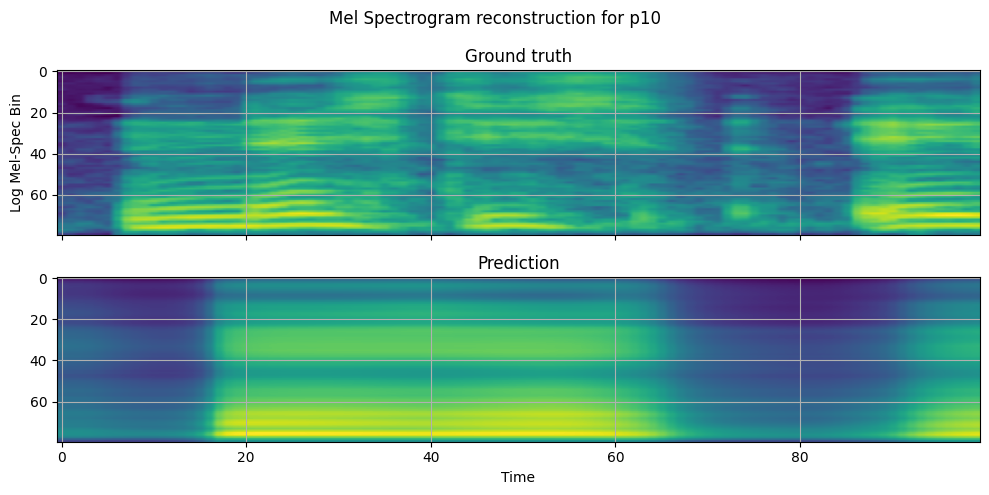 Mel Spectrogram reconstruction for p10
Ground truth
0
20
40
60
Log Mel-Spec Bin
Prediction
0
20
40
60
0 20 40 60 80
Time